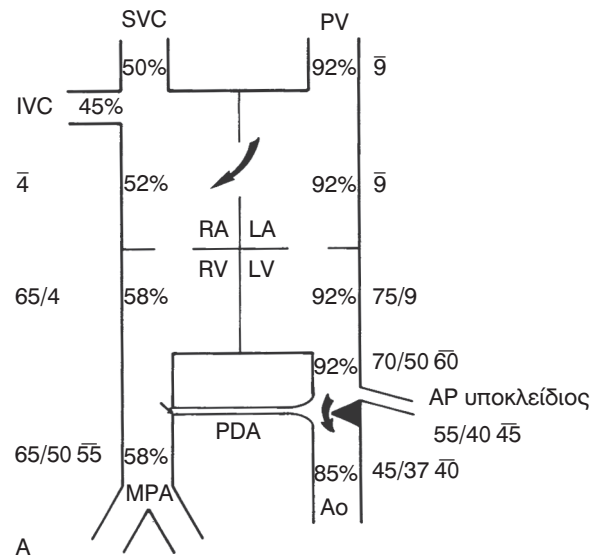 SVC PV
50% 92% 9̅
IVC 45%
4̅ 52% 92% 9̅
RA LA
RV LV
65/4 58% 92% 75/9
92% 70/50 6̅0̅
ΑΡ υποκλείδιος
PDA 55/40 4̅5̅
65/50 5̅5̅ 58% 85% 45/37 4̅0̅
MPA Ao
A